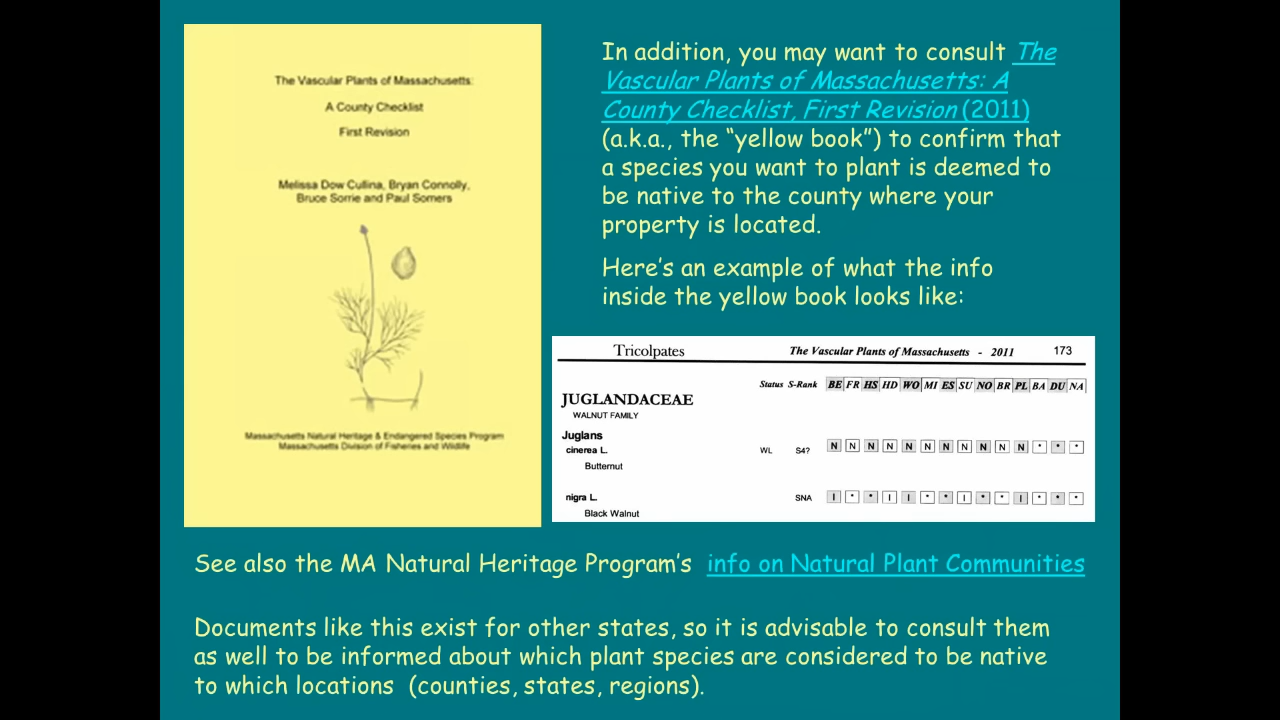 The Vascular Plants of Massachusetts:
A County Checklist
First Revision
Melissa Dow Cullina, Bryan Connolly,
Bruce Sorrie and Paul Somers
Massachusetts Natural Heritage & Endangered Species Program
Massachusetts Division of Fisheries and Wildlife
In addition, you may want to consult The
Vascular Plants of Massachusetts: A
County Checklist, First Revision (2011)
(a.k.a., the “yellow book”) to confirm that
a species you want to plant is deemed to
be native to the county where your
property is located.
Here’s an example of what the info
inside the yellow book looks like:
Tricolpates The Vascular Plants of Massachusetts - 2011 173
Status S-Rank BE FR HS HD WO MI ES SU NO BR PL BA DU NA
JUGLANDACEAE
WALNUT FAMILY
Juglans
cinerea L. WL S4? N N N N N N N N N N N * * *
Butternut
nigra L. SNA I * * I I * * I * * I * * *
Black Walnut
See also the MA Natural Heritage Program’s info on Natural Plant Communities
Documents like this exist for other states, so it is advisable to consult them
as well to be informed about which plant species are considered to be native
to which locations (counties, states, regions).